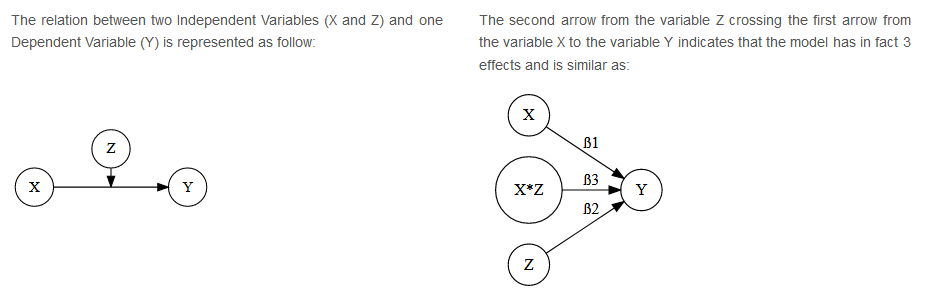 The relation between two Independent Variables (X and Z) and one
Dependent Variable (Y) is represented as follow:
Z
X
Y
The second arrow from the variable Z crossing the first arrow from
the variable X to the variable Y indicates that the model has in fact 3
effects and is similar as:
X
ß1
X*Z
ß3
Y
ß2
Z